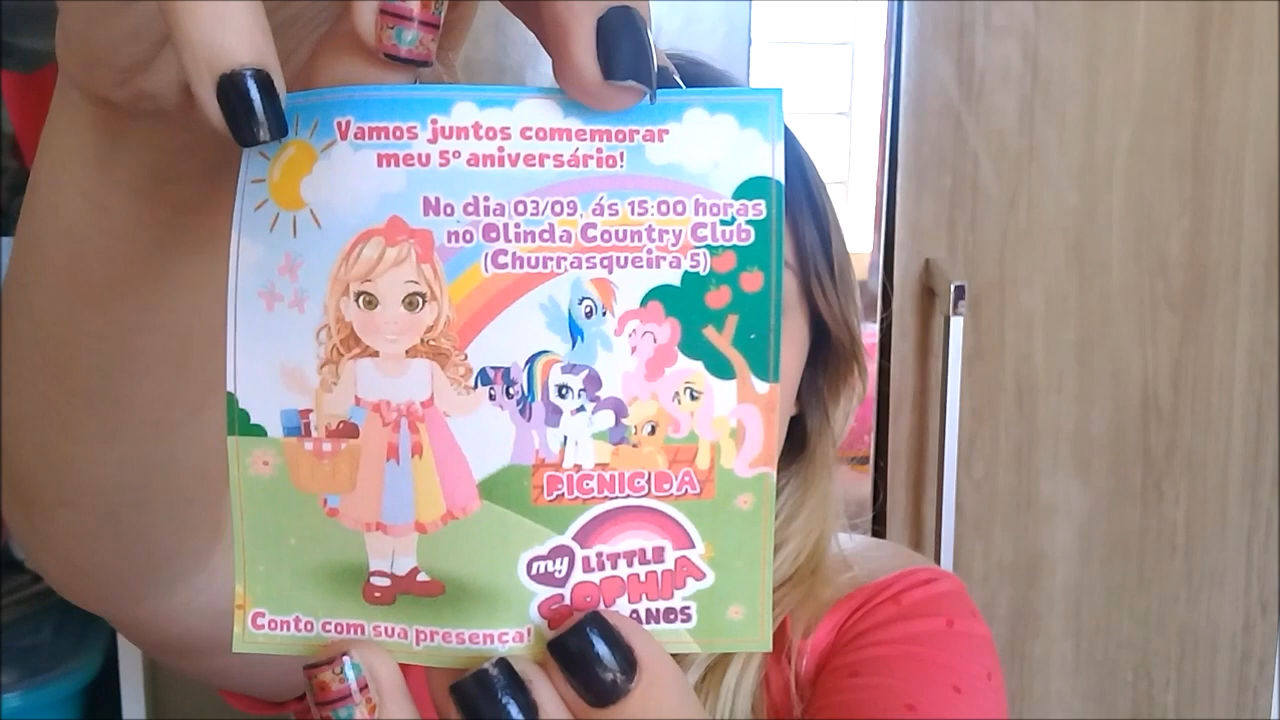 Vamos juntos comemorar
meu 5º aniversário!
No dia 03/09, ás 15:00 horas
no Olinda Country Club
(Churrasqueira 5)
PICNIC DA
my LITTLE
SOPHIA
ANOS
Conto com sua presença!